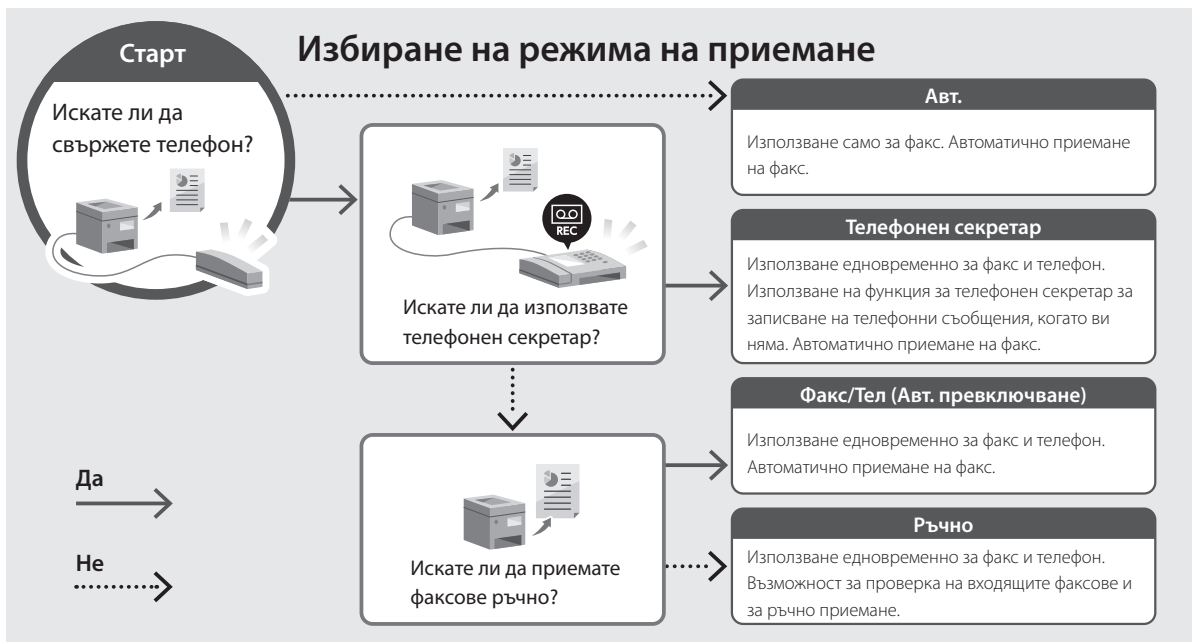 Старт
Избиране на режима на приемане
Искате ли да
свържете телефон?
Авт.
Използване само за факс. Автоматично приемане
на факс.
REC
Искате ли да използвате
телефонен секретар?
Телефонен секретар
Използване едновременно за факс и телефон.
Използване на функция за телефонен секретар за
записване на телефонни съобщения, когато ви
няма. Автоматично приемане на факс.
Факс/Тел (Авт. превключване)
Използване едновременно за факс и телефон.
Автоматично приемане на факс.
Да
Не
Искате ли да приемате
факсове ръчно?
Ръчно
Използване едновременно за факс и телефон.
Възможност за проверка на входящите факсове и
за ръчно приемане.